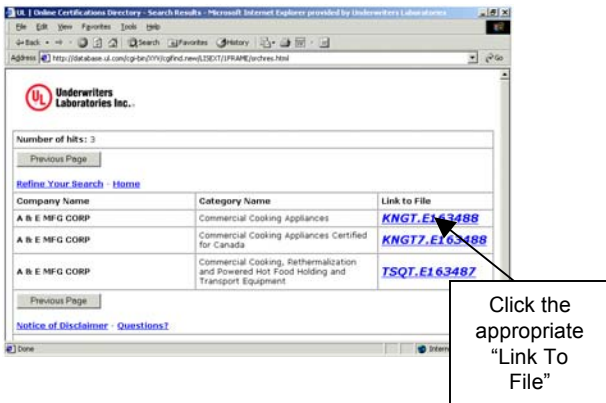 UL | Online Certifications Directory - Search Results - Microsoft Internet Explorer provided by Underwriters Laboratories
File Edit View Favorites Tools Help
Back Search Favorites History
Address http://database.ul.com/cgi-bin/XYV/cgifind.new/LISEXT/1FRAME/srchres.html Go
UL Underwriters
Laboratories Inc.
Number of hits: 3
Previous Page
Refine Your Search - Home
Company Name Category Name Link to File
A & E MFG CORP Commercial Cooking Appliances KNGT.E163488
A & E MFG CORP Commercial Cooking Appliances Certified
for Canada KNGT7.E163488
A & E MFG CORP Commercial Cooking, Rethermalization
and Powered Hot Food Holding and
Transport Equipment TSQT.E163487
Previous Page
Notice of Disclaimer - Questions?
Done
Click the
appropriate
“Link To
File”